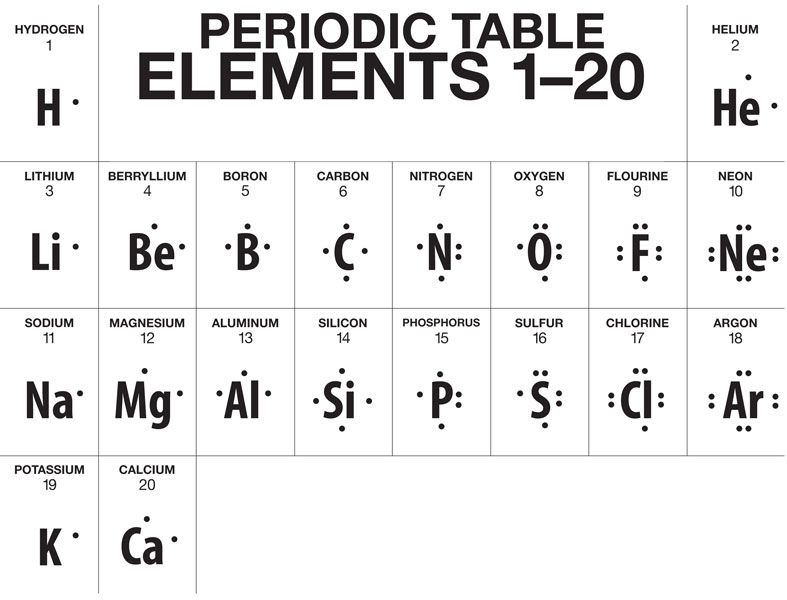 PERIODIC TABLE
ELEMENTS 1–20
HYDROGEN
1
H
HELIUM
2
He
LITHIUM
3
Li
BERRYLLIUM
4
Be
BORON
5
B
CARBON
6
C
NITROGEN
7
N
OXYGEN
8
O
FLOURINE
9
F
NEON
10
Ne
SODIUM
11
Na
MAGNESIUM
12
Mg
ALUMINUM
13
Al
SILICON
14
Si
PHOSPHORUS
15
P
SULFUR
16
S
CHLORINE
17
Cl
ARGON
18
Ar
POTASSIUM
19
K
CALCIUM
20
Ca